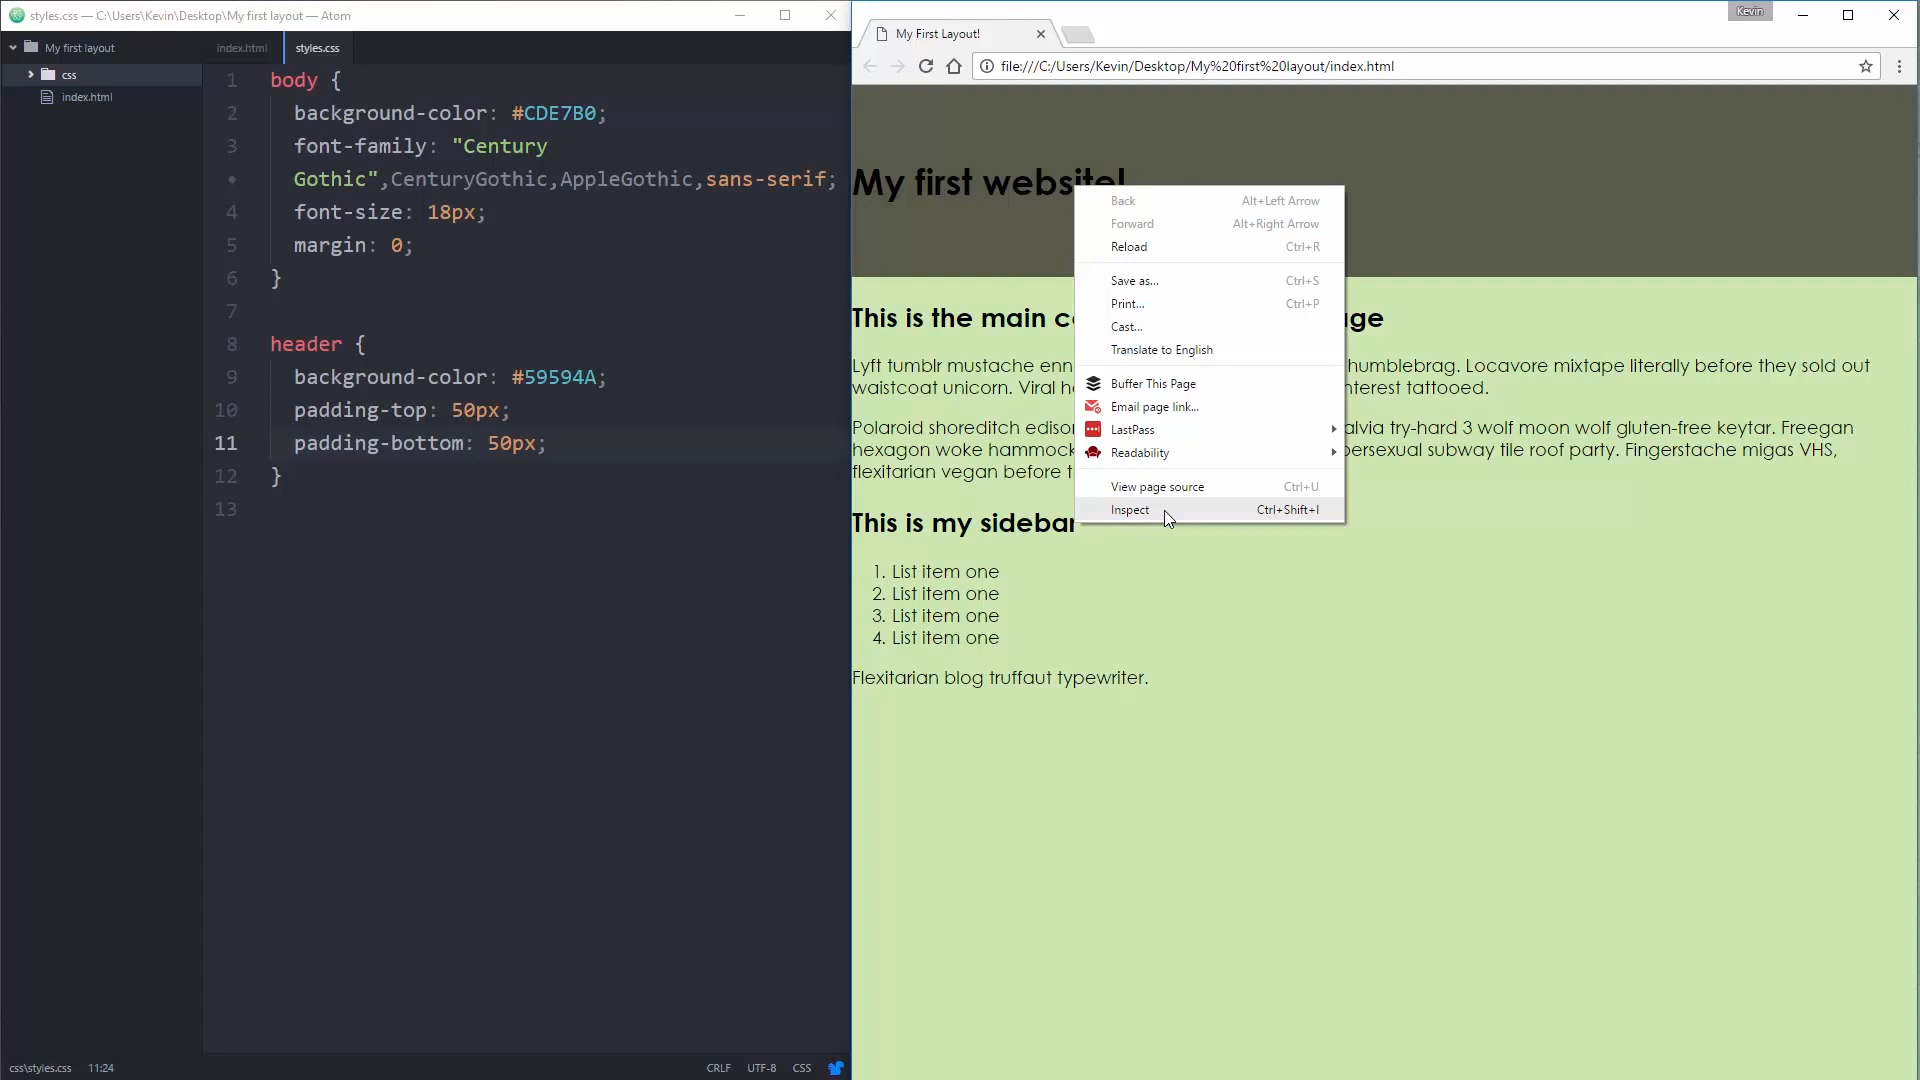 styles.css — C:\Users\Kevin\Desktop\My first layout — Atom
My first layout
css
index.html
index.html
styles.css
1 body {
2 background-color: #CDE7B0;
3 font-family: "Century
• Gothic",CenturyGothic,AppleGothic,sans-serif;
4 font-size: 18px;
5 margin: 0;
6 }
7
8 header {
9 background-color: #59594A;
10 padding-top: 50px;
11 padding-bottom: 50px;
12 }
13
css\styles.css 11:24
CRLF UTF-8 CSS
Kevin
My First Layout!
file:///C:/Users/Kevin/Desktop/My%20first%20layout/index.html
My first website!
This is the main
Lyft tumblr mustache humblebrag. Locavore mixtape literally before they sold out
waistcoat unicorn. Viral tattooed.
Polaroid shoreditch try-hard 3 wolf moon wolf gluten-free keytar. Freegan
hexagon woke hammock subway tile roof party. Fingerstache migas VHS,
flexitarian vegan before
This is my sidebar
1. List item one
2. List item one
3. List item one
4. List item one
Flexitarian blog truffaut typewriter.
Back Alt+Left Arrow
Forward Alt+Right Arrow
Reload Ctrl+R
Save as... Ctrl+S
Print... Ctrl+P
Cast...
Translate to English
Buffer This Page
Email page link...
LastPass
Readability
View page source Ctrl+U
Inspect Ctrl+Shift+I